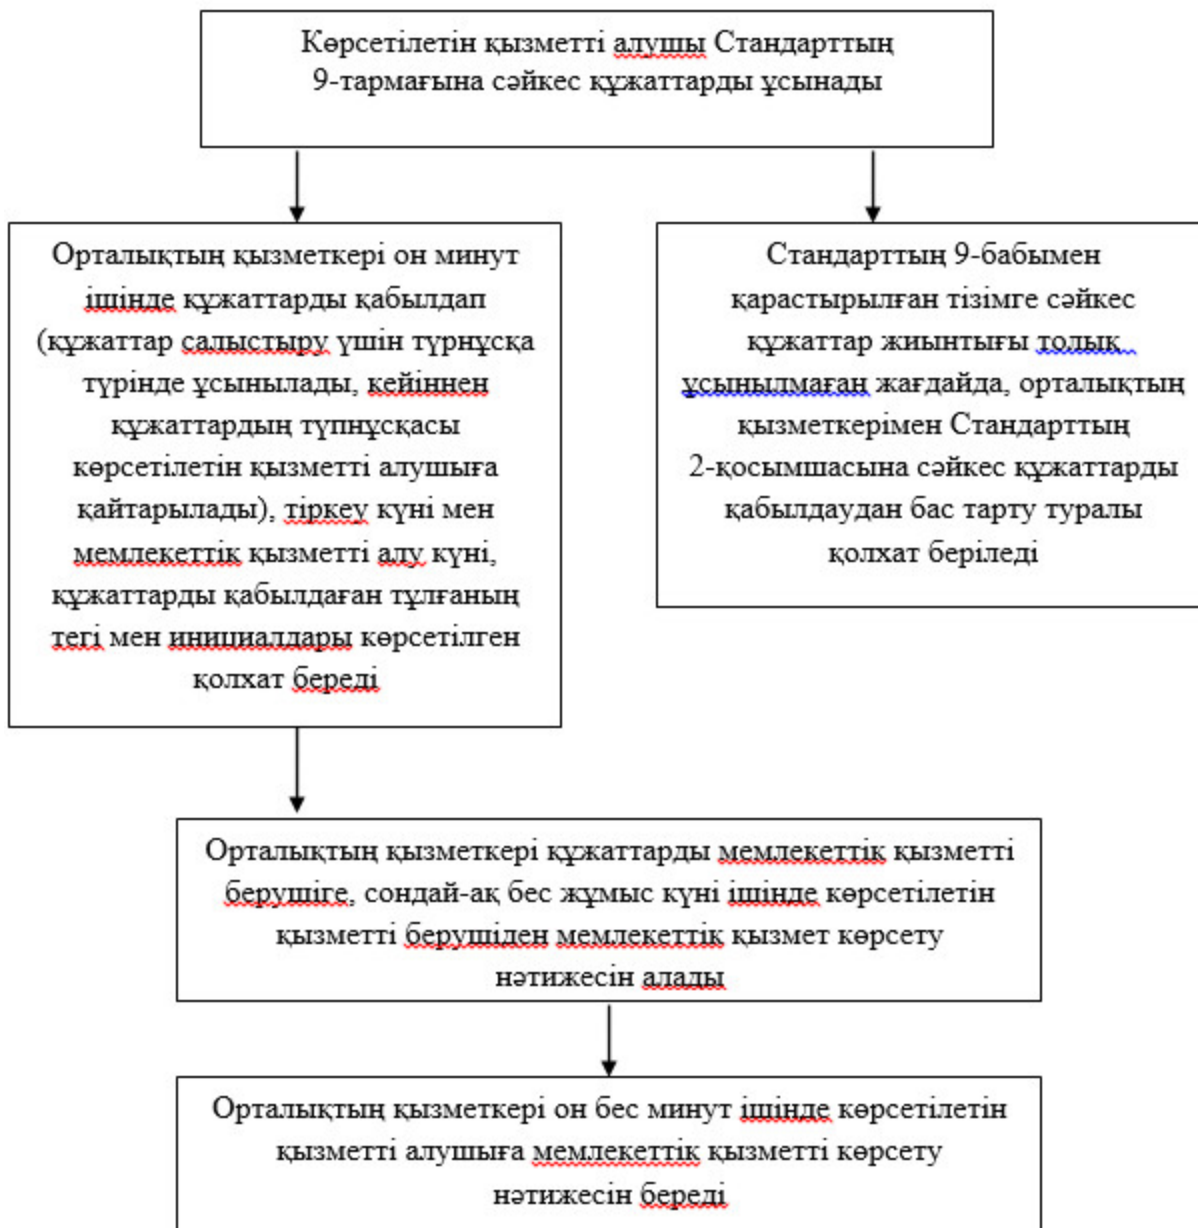 Көрсетілетін қызметті алушы Стандарттың
9-тармағына сәйкес құжаттарды ұсынады
Орталықтың қызметкері он минут
ішінде құжаттарды қабылдап
(құжаттар салыстыру үшін түрнұсқа
түрінде ұсынылады, кейіннен
құжаттардың түпнұсқасы
көрсетілетін қызметті алушыға
қайтарылады), тіркеу күні мен
мемлекеттік қызметті алу күні,
құжаттарды қабылдаған тұлғаның
тегі мен инициалдары көрсетілген
қолхат береді
Стандарттың 9-бабымен
қарастырылған тізімге сәйкес
құжаттар жиынтығы толық
ұсынылмаған жағдайда, орталықтың
қызметкерімен Стандарттың
2-қосымшасына сәйкес құжаттарды
қабылдаудан бас тарту туралы
қолхат беріледі
Орталықтың қызметкері құжаттарды мемлекеттік қызметті
берушіге, сондай-ақ бес жұмыс күні ішінде көрсетілетін
қызметті берушіден мемлекеттік қызмет көрсету
нәтижесін алады
Орталықтың қызметкері он бес минут ішінде көрсетілетін
қызметті алушыға мемлекеттік қызметті көрсету
нәтижесін береді